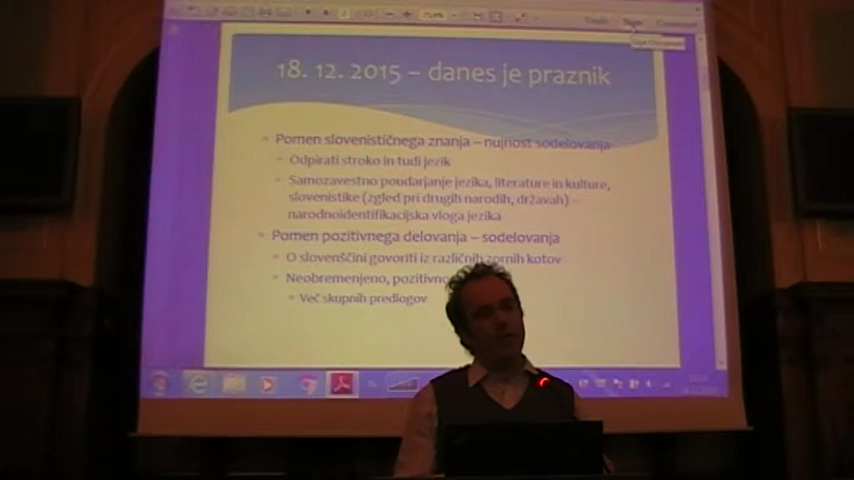 18. 12. 2015 – danes je praznik
Pomen slovenističnega znanja – nujnost sodelovanja
Odpirati stroko in tudi jezik
Samozavestno poudarjanje jezika, literature in kulture,
slovenistike (zgled pri drugih narodih, državah) –
narodnoidentifikacijska vloga jezika
Pomen pozitivnega delovanja – sodelovanja
O slovenščini govoriti iz različnih zornih kotov
Neobremenjeno, pozitivno
Več skupnih predlogov